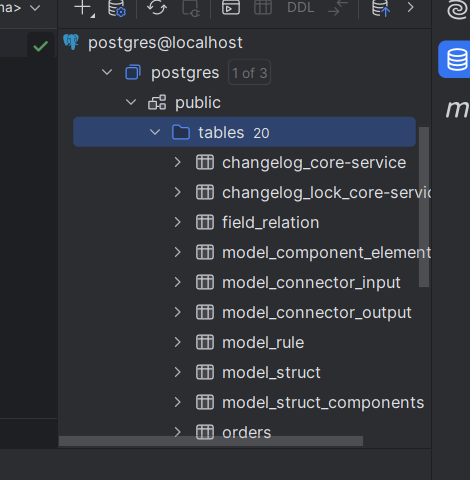 ma>
DDL
postgres@localhost
postgres 1 of 3
public
tables 20
changelog_core-service
changelog_lock_core-servic
field_relation
model_component_element
model_connector_input
model_connector_output
model_rule
model_struct
model_struct_components
orders
m